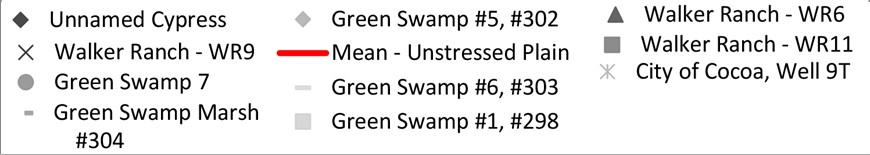 Unnamed Cypress
Walker Ranch - WR9
Green Swamp 7
Green Swamp Marsh
#304
Green Swamp #5, #302
Mean - Unstressed Plain
Green Swamp #6, #303
Green Swamp #1, #298
Walker Ranch - WR6
Walker Ranch - WR11
City of Cocoa, Well 9T